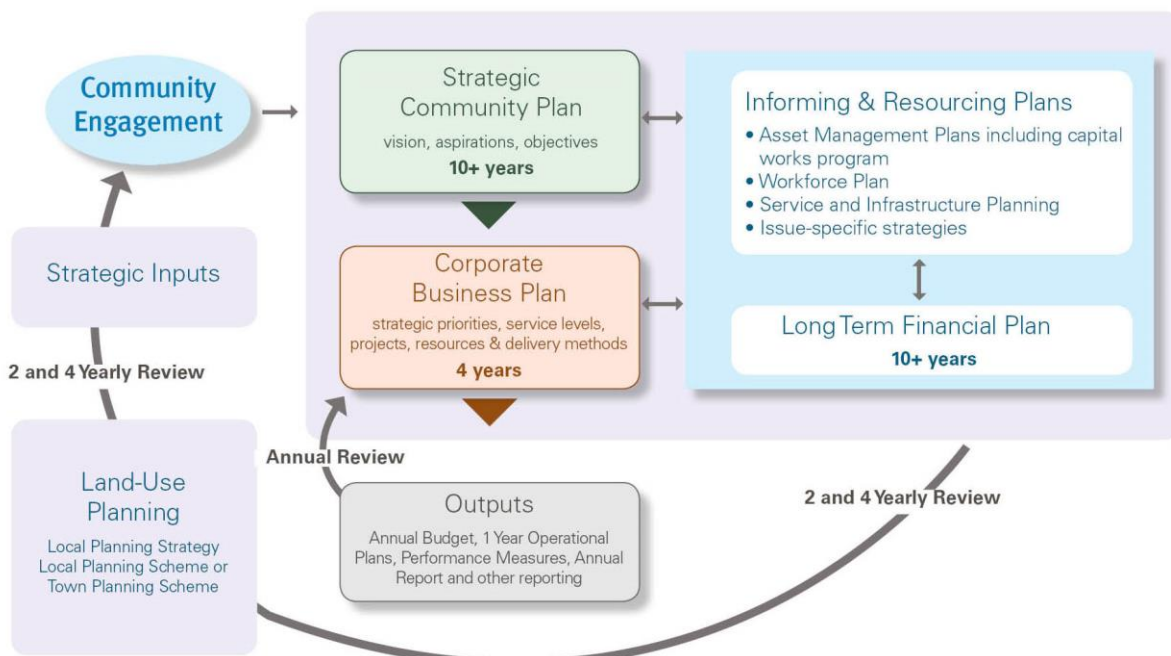 Community
Engagement
Strategic
Community Plan
vision, aspirations, objectives
10+ years
Informing & Resourcing Plans
• Asset Management Plans including capital
works program
• Workforce Plan
• Service and Infrastructure Planning
• Issue-specific strategies
Strategic Inputs
Corporate
Business Plan
strategic priorities, service levels,
projects, resources & delivery methods
4 years
Long Term Financial Plan
10+ years
2 and 4 Yearly Review
Annual Review
Land-Use
Planning
Local Planning Strategy
Local Planning Scheme or
Town Planning Scheme
Outputs
Annual Budget, 1 Year Operational
Plans, Performance Measures, Annual
Report and other reporting
2 and 4 Yearly Review